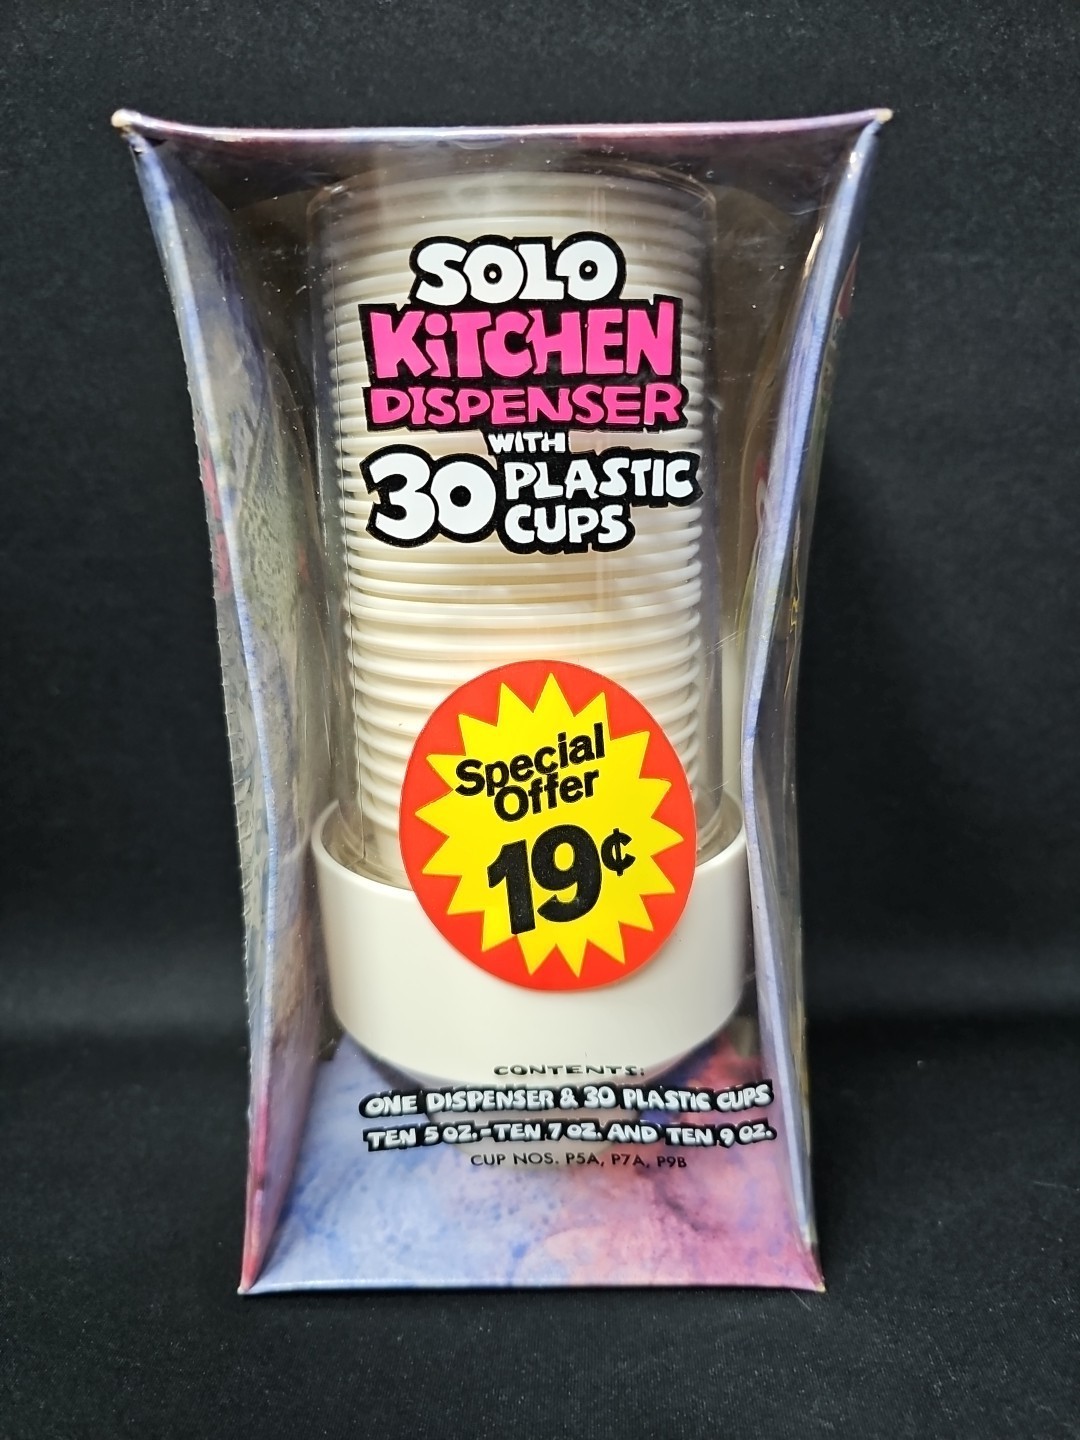 SOLO
KiTCHEN
DISPENSER
WITH
30 PLASTIC
CUPS
Special
Offer
19¢
CONTENTS:
ONE DISPENSER & 30 PLASTIC CUPS
TEN 5 OZ.-TEN 7 OZ. AND TEN 9 OZ.
CUP NOS. P5A, P7A, P9B